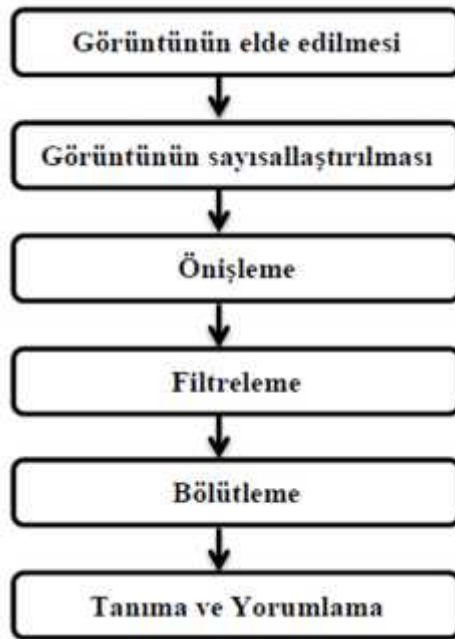 Görüntünün elde edilmesi
Görüntünün sayısallaştırılması
Önişleme
Filtreleme
Bölütleme
Tanıma ve Yorumlama